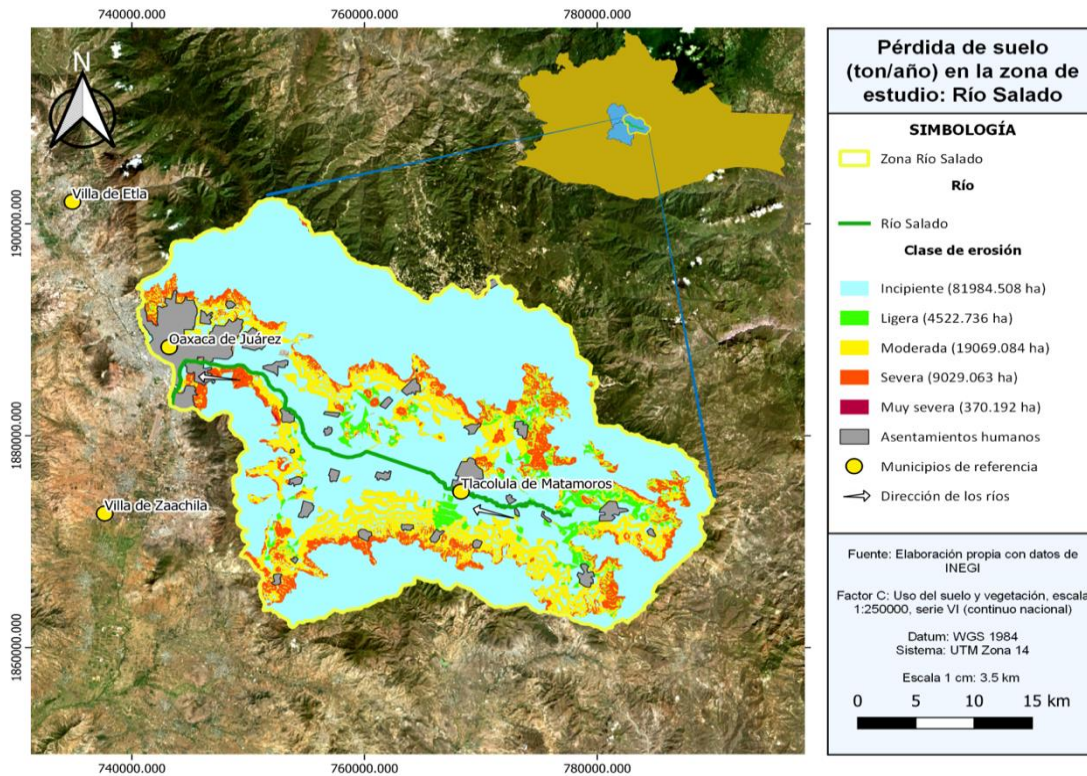 740000.000
760000.000
780000.000
N
Villa de Etla
Oaxaca de Juárez
Tlacolula de Matamoros
Villa de Zaachila
1900000.000
1880000.000
1860000.000
740000.000
760000.000
780000.000
Pérdida de suelo
(ton/año) en la zona de
estudio: Río Salado
SIMBOLOGÍA
Zona Río Salado
Río
Río Salado
Clase de erosión
Incipiente (81984.508 ha)
Ligera (4522.736 ha)
Moderada (19069.084 ha)
Severa (9029.063 ha)
Muy severa (370.192 ha)
Asentamientos humanos
Municipios de referencia
Dirección de los ríos
Fuente: Elaboración propia con datos de
INEGI
Factor C: Uso del suelo y vegetación, escala
1:250000, serie VI (continuo nacional)
Datum: WGS 1984
Sistema: UTM Zona 14
Escala 1 cm: 3.5 km
0 5 10 15 km